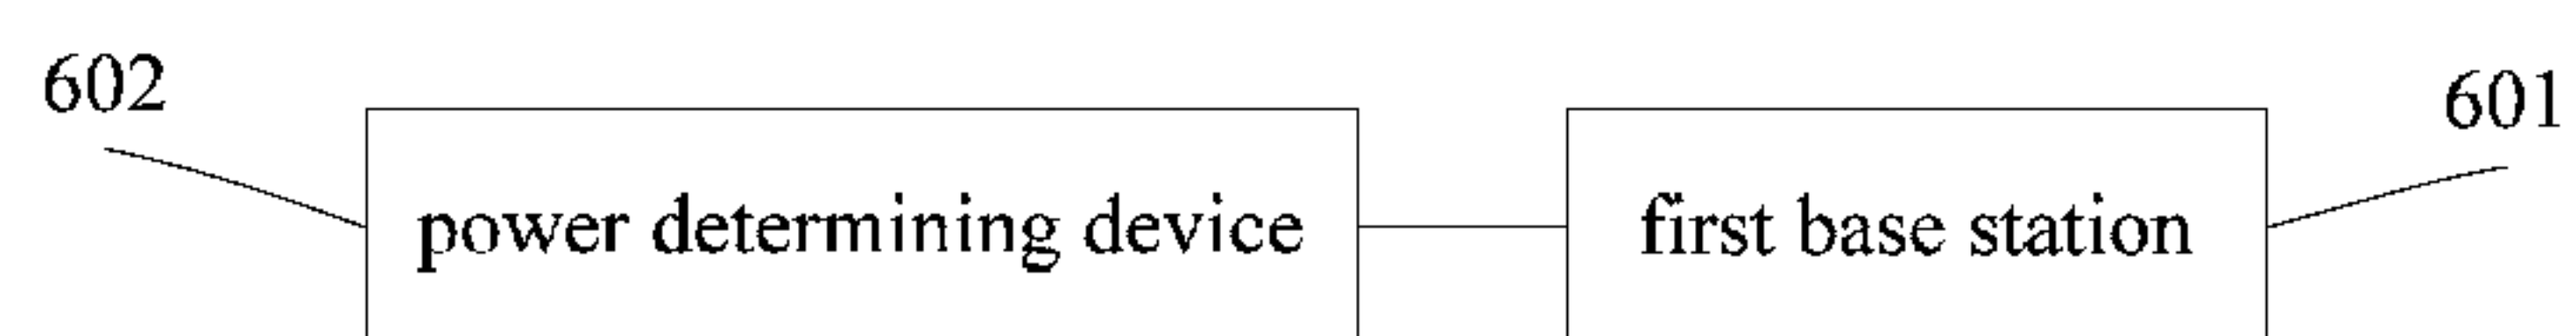 602
601
power determining device
first base station